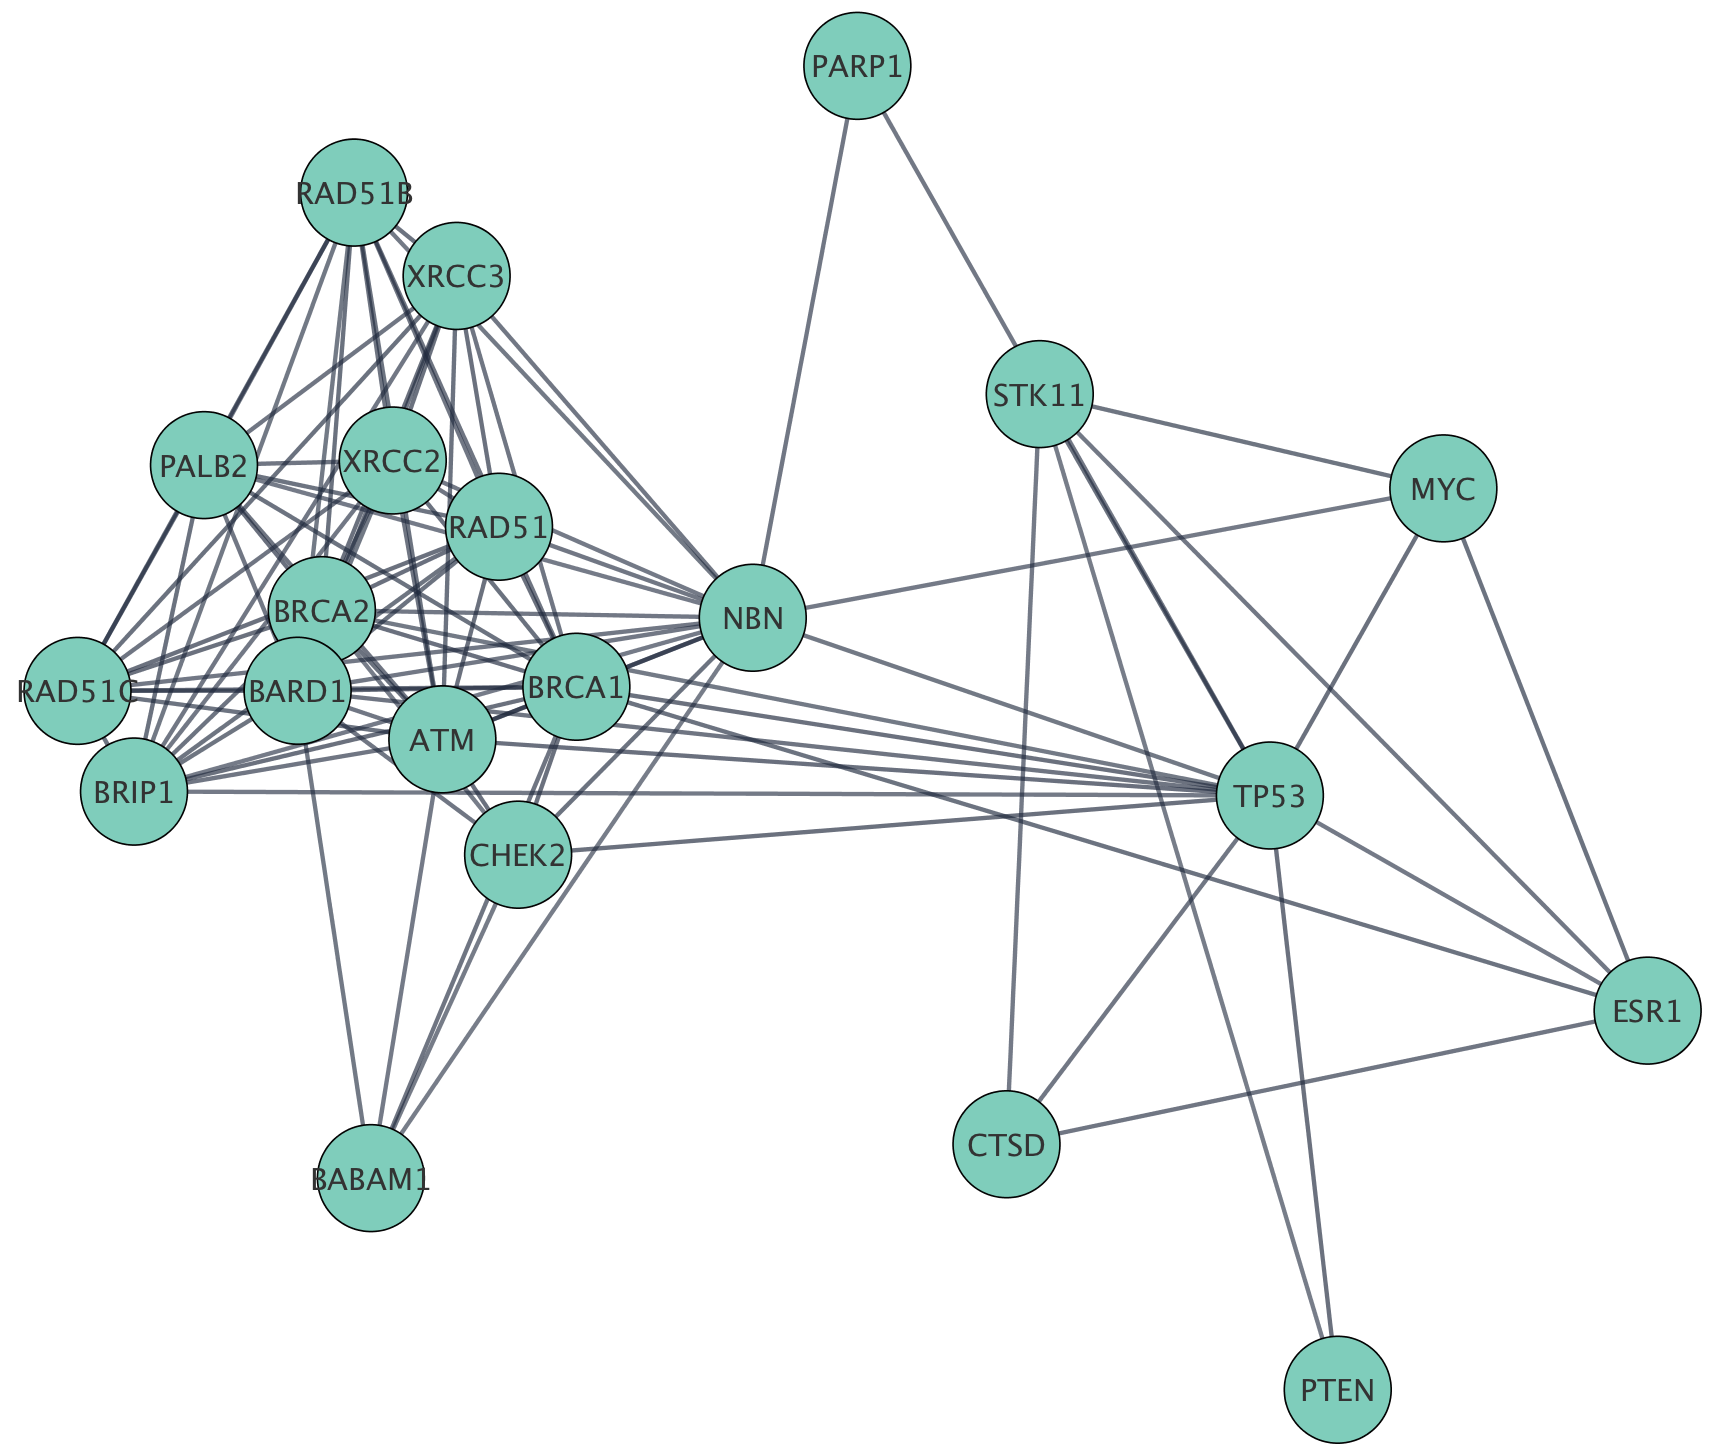 PARP1
RAD51B
XRCC3
STK11
PALB2
XRCC2
MYC
RAD51
BRCA2
NBN
RAD51C
BARD1
BRCA1
ATM
BRIP1
TP53
CHEK2
ESR1
CTSD
BABAM1
PTEN